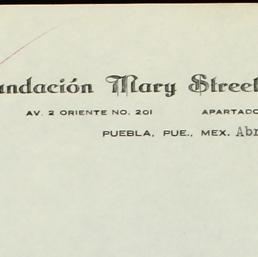 undación Mary Street
AV. 2 ORIENTE NO. 201 APARTADO
PUEBLA, PUE., MEX. Abr